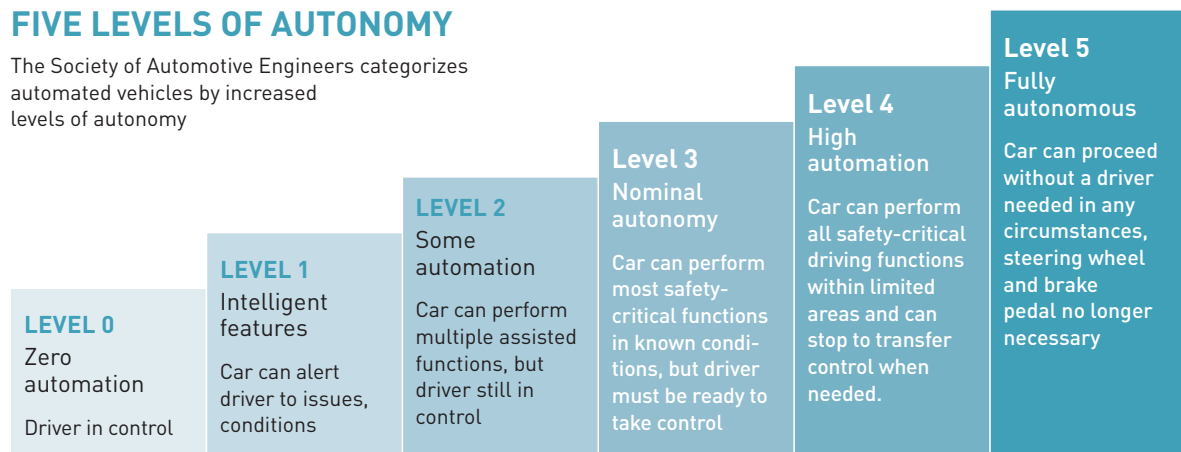 FIVE LEVELS OF AUTONOMY
The Society of Automotive Engineers categorizes
automated vehicles by increased
levels of autonomy
LEVEL 0
Zero
automation
Driver in control
LEVEL 1
Intelligent
features
Car can alert
driver to issues,
conditions
LEVEL 2
Some
automation
Car can perform
multiple assisted
functions, but
driver still in
control
Level 3
Nominal
autonomy
Car can perform
most safety-
critical functions
in known condi-
tions, but driver
must be ready to
take control
Level 4
High
automation
Car can perform
all safety-critical
driving functions
within limited
areas and can
stop to transfer
control when
needed.
Level 5
Fully
autonomous
Car can proceed
without a driver
needed in any
circumstances,
steering wheel
and brake
pedal no longer
necessary